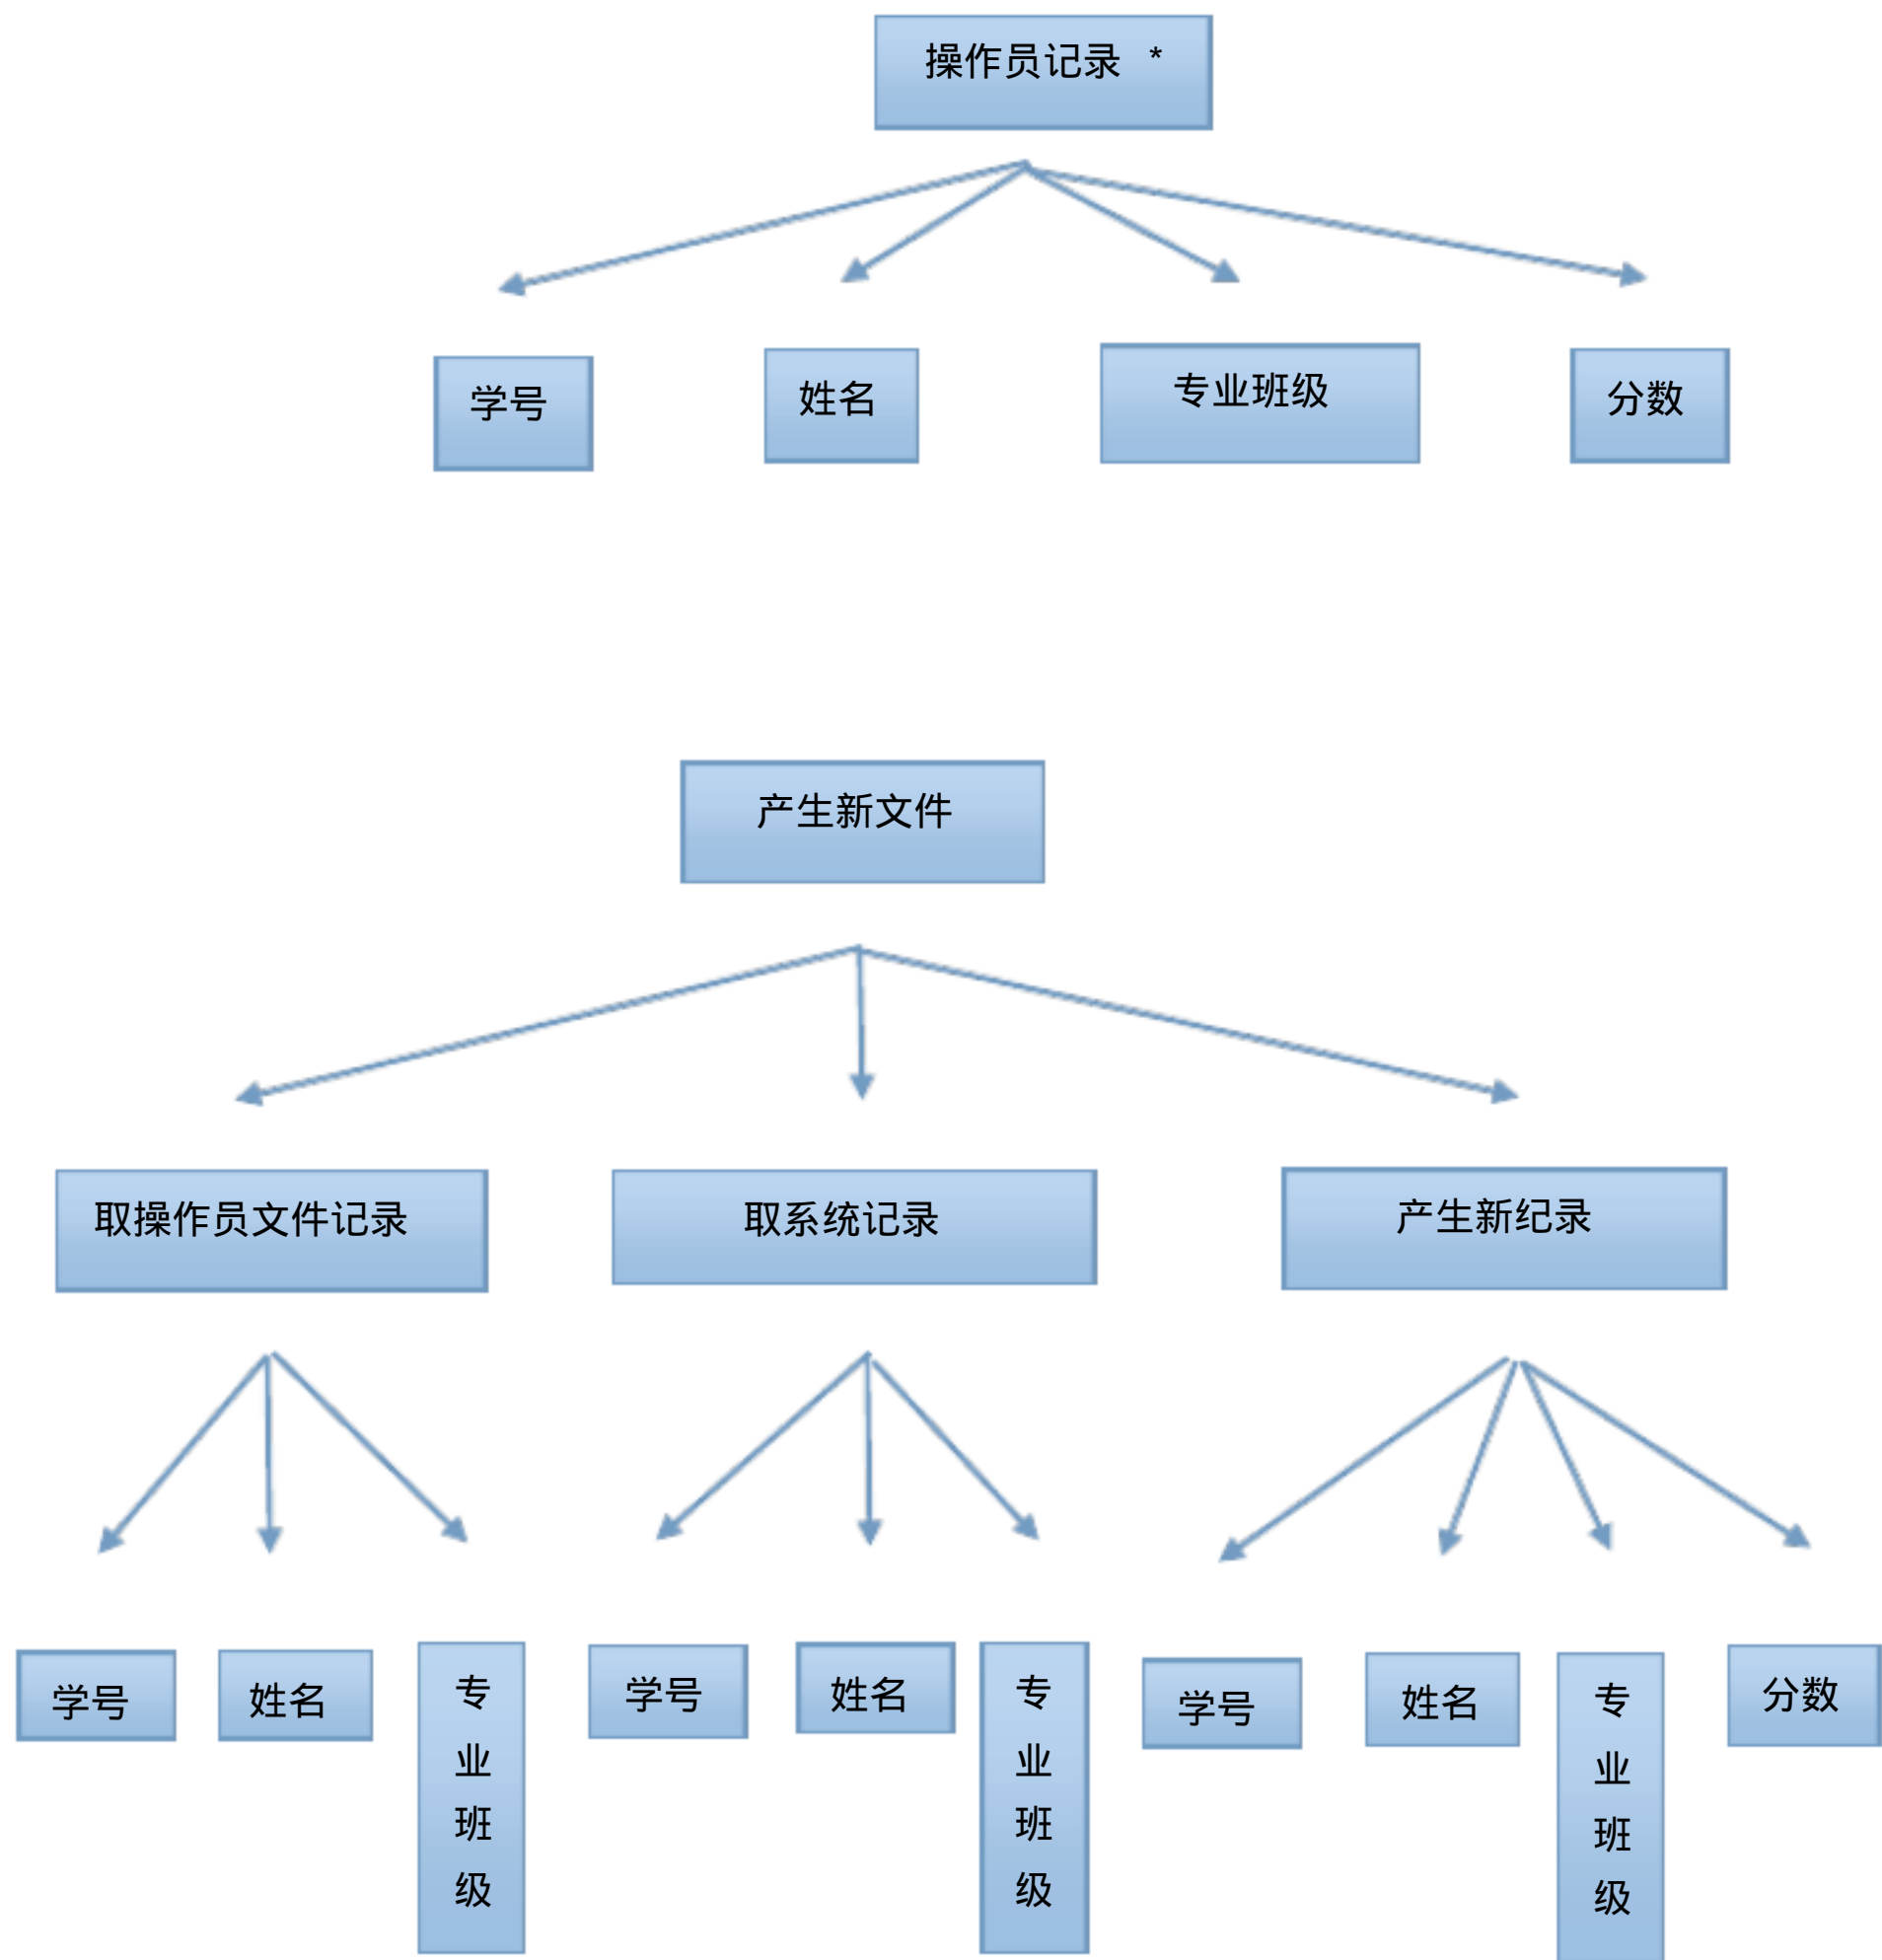 操作员记录 *
学号
姓名
专业班级
分数
产生新文件
取操作员文件记录
取系统记录
产生新纪录
学号
姓名
专
业
班
级
学号
姓名
专
业
班
级
学号
姓名
专
业
班
级
分数